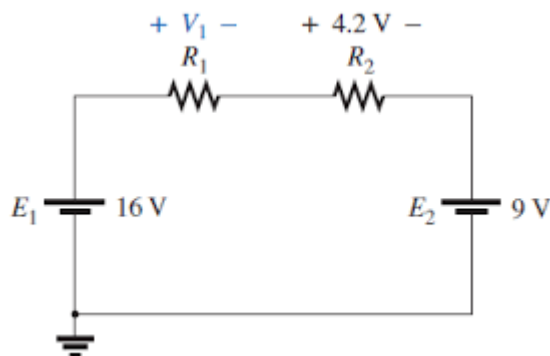 + V₁ − + 4.2 V −
R₁ R₂
E₁ 16 V E₂ 9 V